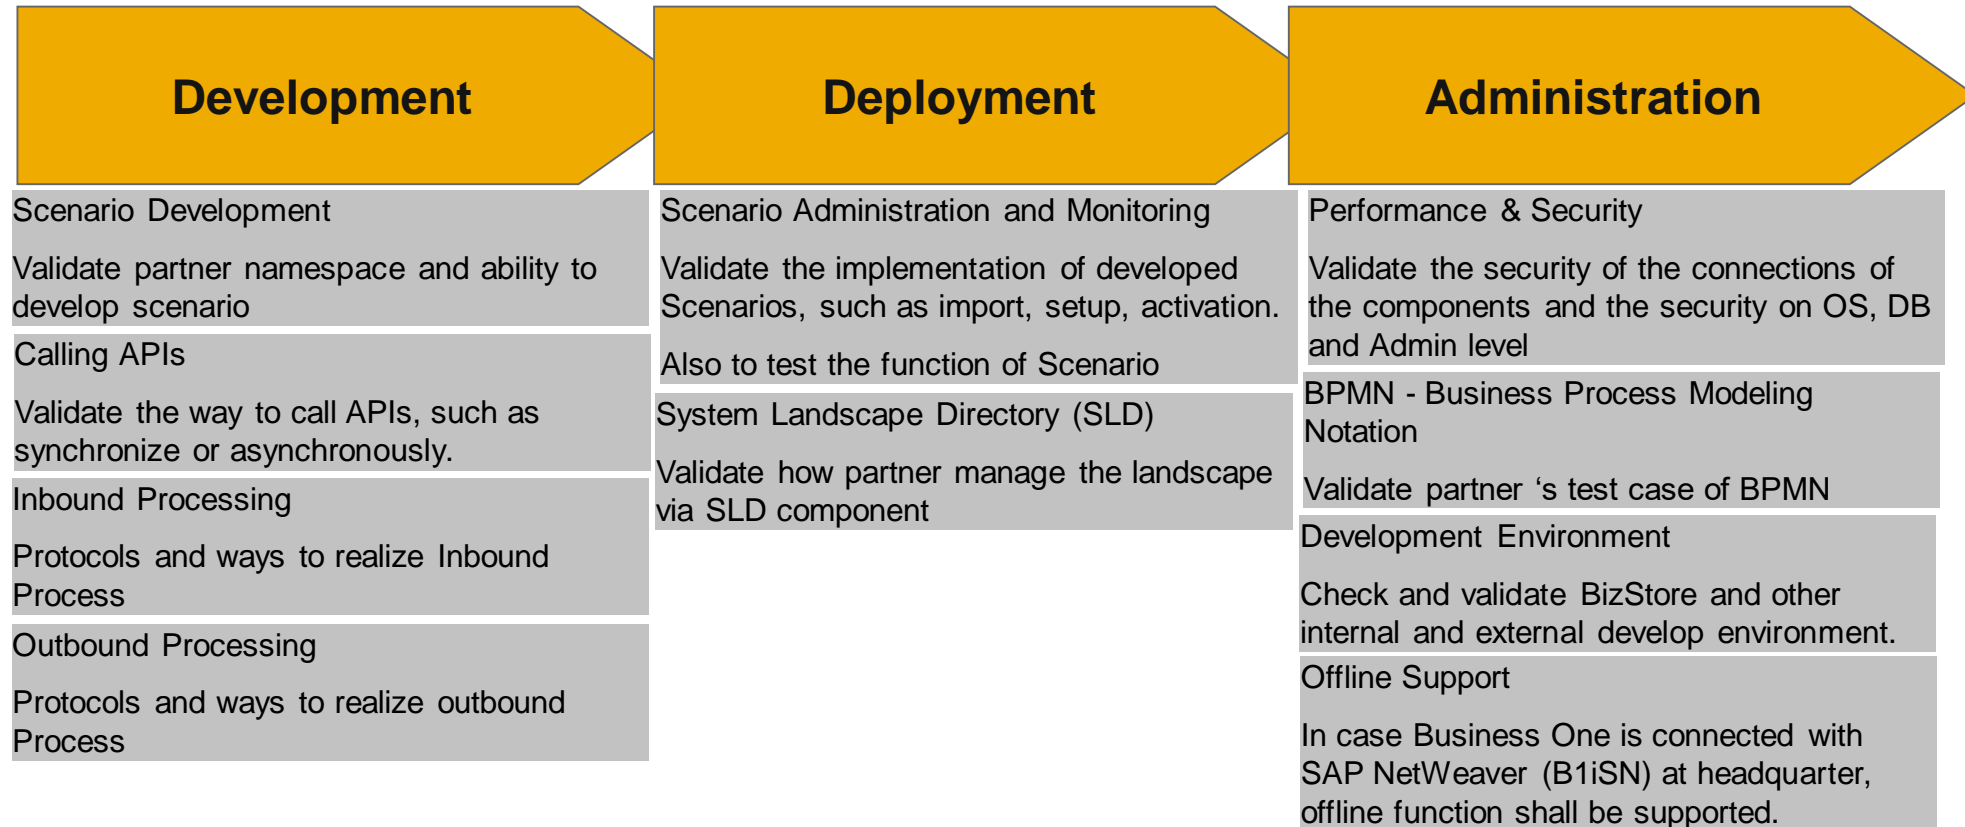 Development
Deployment
Administration
Scenario Development
Validate partner namespace and ability to
develop scenario
Calling APIs
Validate the way to call APIs, such as
synchronize or asynchronously.
Inbound Processing
Protocols and ways to realize Inbound
Process
Outbound Processing
Protocols and ways to realize outbound
Process
Scenario Administration and Monitoring
Validate the implementation of developed
Scenarios, such as import, setup, activation.
Also to test the function of Scenario
System Landscape Directory (SLD)
Validate how partner manage the landscape
via SLD component
Performance & Security
Validate the security of the connections of
the components and the security on OS, DB
and Admin level
BPMN - Business Process Modeling
Notation
Validate partner ‘s test case of BPMN
Development Environment
Check and validate BizStore and other
internal and external develop environment.
Offline Support
In case Business One is connected with
SAP NetWeaver (B1iSN) at headquarter,
offline function shall be supported.